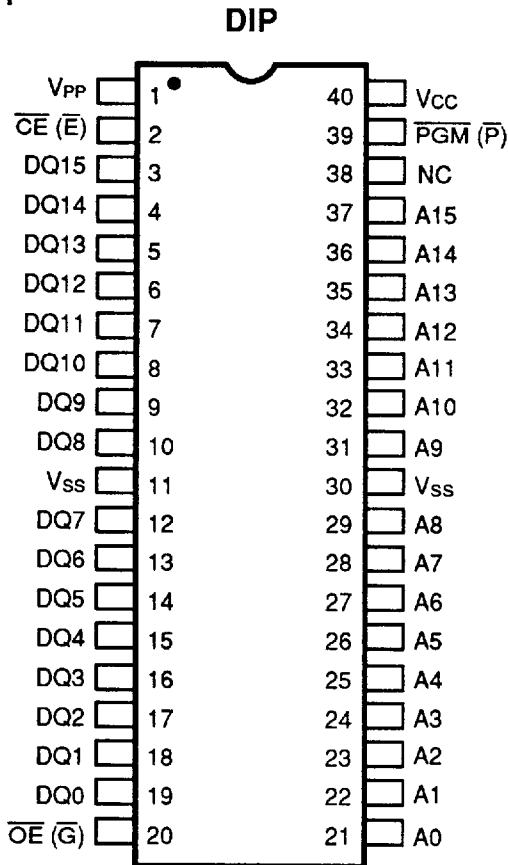 DIP
VPP 1 40 VCC
C̅E̅ (E̅) 2 39 P̅G̅M̅ (P̅)
DQ15 3 38 NC
DQ14 4 37 A15
DQ13 5 36 A14
DQ12 6 35 A13
DQ11 7 34 A12
DQ10 8 33 A11
DQ9 9 32 A10
DQ8 10 31 A9
VSS 11 30 VSS
DQ7 12 29 A8
DQ6 13 28 A7
DQ5 14 27 A6
DQ4 15 26 A5
DQ3 16 25 A4
DQ2 17 24 A3
DQ1 18 23 A2
DQ0 19 22 A1
O̅E̅ (G̅) 20 21 A0